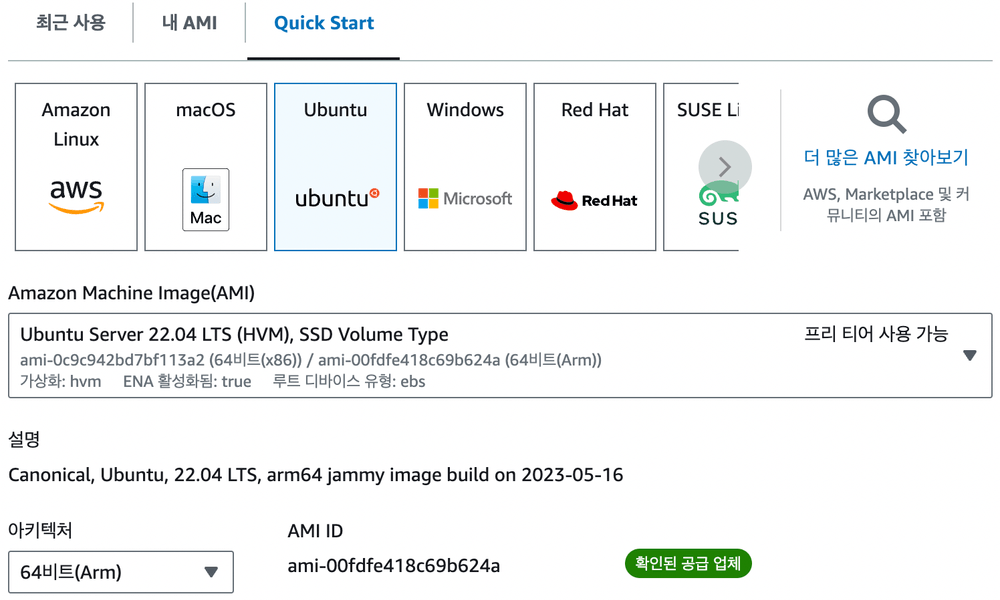 최근 사용
내 AMI
Quick Start
Amazon
Linux
aws
macOS
Mac
Ubuntu
ubuntu
Windows
Microsoft
Red Hat
Red Hat
SUSE Li
SUS
더 많은 AMI 찾아보기
AWS, Marketplace 및 커
뮤니티의 AMI 포함
Amazon Machine Image(AMI)
Ubuntu Server 22.04 LTS (HVM), SSD Volume Type
프리 티어 사용 가능
ami-0c9c942bd7bf113a2 (64비트(x86)) / ami-00fdfe418c69b624a (64비트(Arm))
가상화: hvm ENA 활성화됨: true 루트 디바이스 유형: ebs
설명
Canonical, Ubuntu, 22.04 LTS, arm64 jammy image build on 2023-05-16
아키텍처
AMI ID
64비트(Arm)
ami-00fdfe418c69b624a
확인된 공급 업체